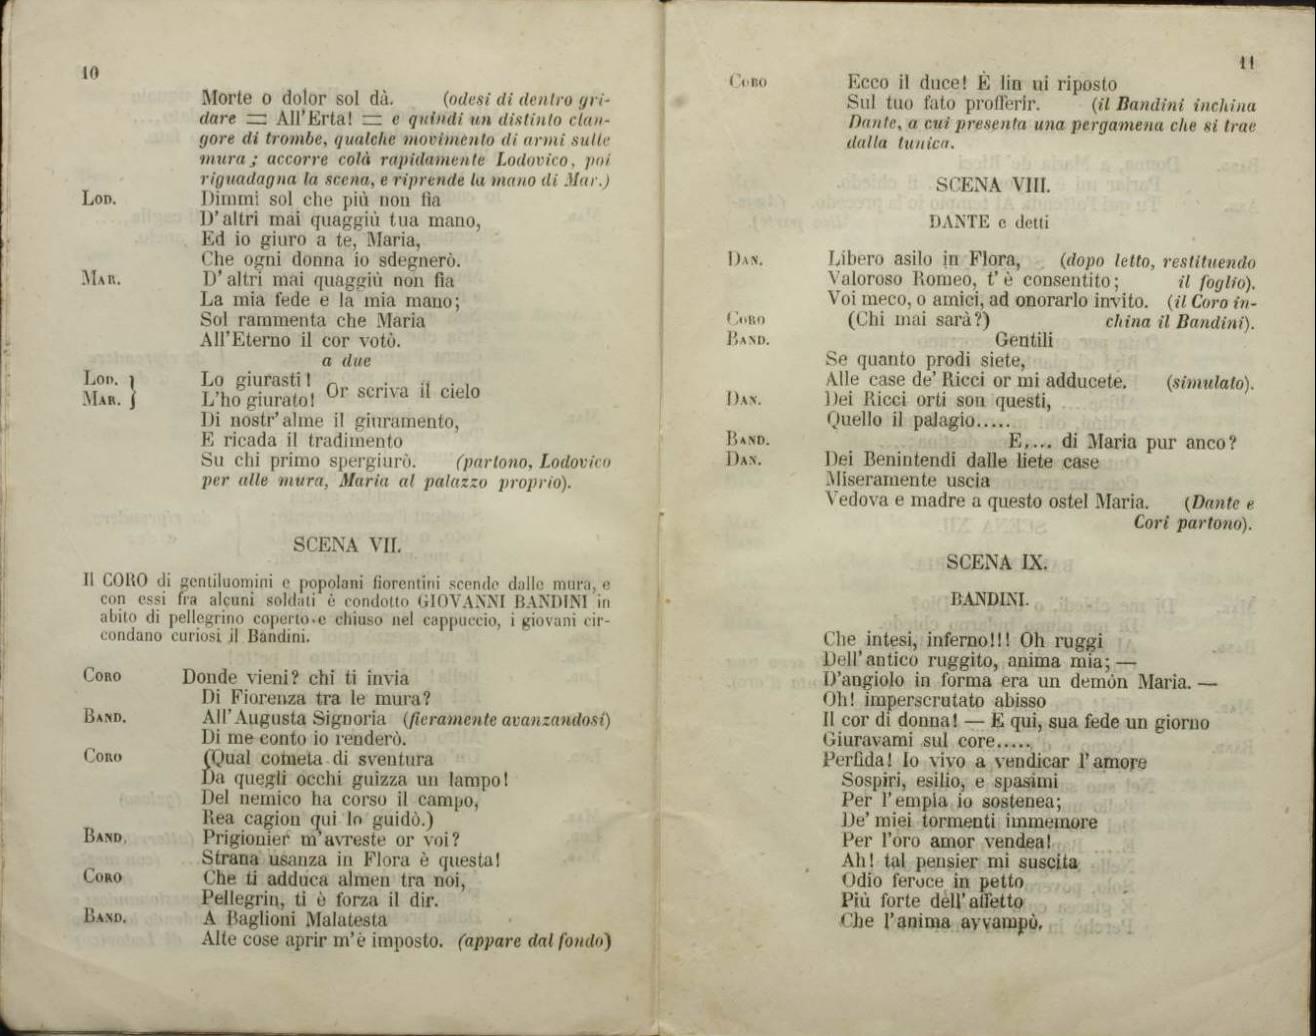 10
Morte o dolor sol dà. (odesi di dentro gri-
dare = All'Erta! = e quindi un distinto clan-
gore di trombe, qualche movimento di armi sulle
mura; accorre colà rapidamente Lodovico, poi
riguadagna la scena, e riprende la mano di Mar.)
LOD. Dimmi sol che più non fia
D'altri mai quaggiù tua mano,
Ed io giuro a te, Maria,
Che ogni donna io sdegnerò.
MAR. D'altri mai quaggiù non fia
La mia fede e la mia mano;
Sol rammenta che Maria
All'Eterno il cor votò.
a due
LOD. } Lo giurasti!
MAR. } L'ho giurato! Or scriva il cielo
Di nostr'alme il giuramento,
E ricada il tradimento
Su chi primo spergiurò. (partono, Lodovico
per alle mura, Maria al palazzo proprio).
SCENA VII.
Il CORO di gentiluomini e popolani fiorentini scende dalle mura, e
con essi fra alcuni soldati è condotto GIOVANNI BANDINI in
abito di pellegrino coperto e chiuso nel cappuccio, i giovani cir-
condano curiosi il Bandini.
CORO Donde vieni? chi ti invia
Di Fiorenza tra le mura?
BAND. All'Augusta Signoria (fieramente avanzandosi)
Di me conto io renderò.
CORO (Qual cometa di sventura
Da quegli occhi guizza un lampo!
Del nemico ha corso il campo,
Rea cagion qui lo guidò.)
BAND. Prigionier m'avreste or voi?
Strana usanza in Flora è questa!
CORO Che ti adduca almen tra noi,
Pellegrin, ti è forza il dir.
BAND. A Baglioni Malatesta
Alte cose aprir m'è imposto. (appare dal fondo)
11
CORO Ecco il duce! È lin ui riposto
Sul tuo fato profferir. (il Bandini inchina
Dante, a cui presenta una pergamena che si trae
dalla tunica.
SCENA VIII.
DANTE e detti
DAN. Libero asilo in Flora, (dopo letto, restituendo
Valoroso Romeo, t'è consentito; il foglio).
Voi meco, o amici, ad onorarlo invito. (il Coro in-
CORO (Chi mai sarà?) china il Bandini).
BAND. Gentili
Se quanto prodi siete,
Alle case de' Ricci or mi adducete. (simulato).
DAN. Dei Ricci orti son questi,
Quello il palagio.....
BAND. E.... di Maria pur anco?
DAN. Dei Benintendi dalle liete case
Miseramente uscia
Vedova e madre a questo ostel Maria. (Dante e
Cori partono).
SCENA IX.
BANDINI.
Che intesi, inferno!!! Oh ruggi
Dell'antico ruggito, anima mia; —
D'angiolo in forma era un demòn Maria. —
Oh! imperscrutato abisso
Il cor di donna! — E qui, sua fede un giorno
Giuravami sul core.....
Perfida! Io vivo a vendicar l'amore
Sospiri, esilio, e spasimi
Per l'empia io sostenea;
De' miei tormenti immemore
Per l'oro amor vendea!
Ah! tal pensier mi suscita
Odio feroce in petto
Più forte dell'affetto
Che l'anima avvampò.